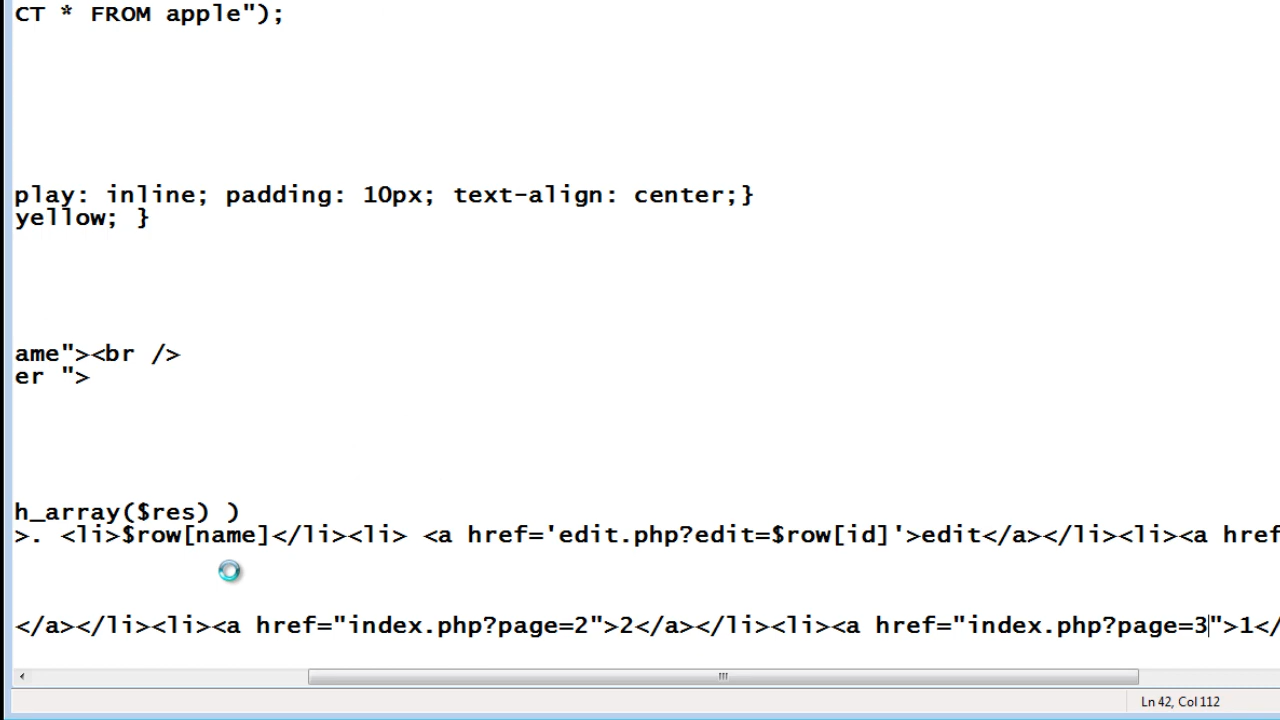 CT * FROM apple");
play: inline; padding: 10px; text-align: center;}
yellow; }
ame"><br />
er ">
h_array($res) )
>. <li>$row[name]</li><li> <a href='edit.php?edit=$row[id]'>edit</a></li><li><a href
</a></li><li><a href="index.php?page=2">2</a></li><li><a href="index.php?page=3">1</
Ln 42, Col 112